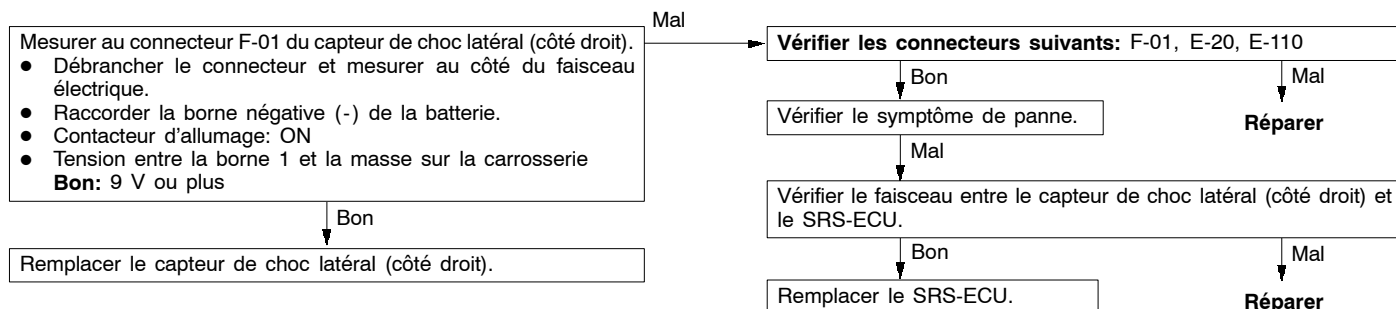 Mesurer au connecteur F-01 du capteur de choc latéral (côté droit).
● Débrancher le connecteur et mesurer au côté du faisceau
électrique.
● Raccorder la borne négative (-) de la batterie.
● Contacteur d'allumage: ON
● Tension entre la borne 1 et la masse sur la carrosserie
Bon: 9 V ou plus
Bon
Remplacer le capteur de choc latéral (côté droit).
Mal
Vérifier les connecteurs suivants: F-01, E-20, E-110
Bon
Mal
Vérifier le symptôme de panne.
Réparer
Mal
Vérifier le faisceau entre le capteur de choc latéral (côté droit) et
le SRS-ECU.
Bon
Mal
Remplacer le SRS-ECU.
Réparer